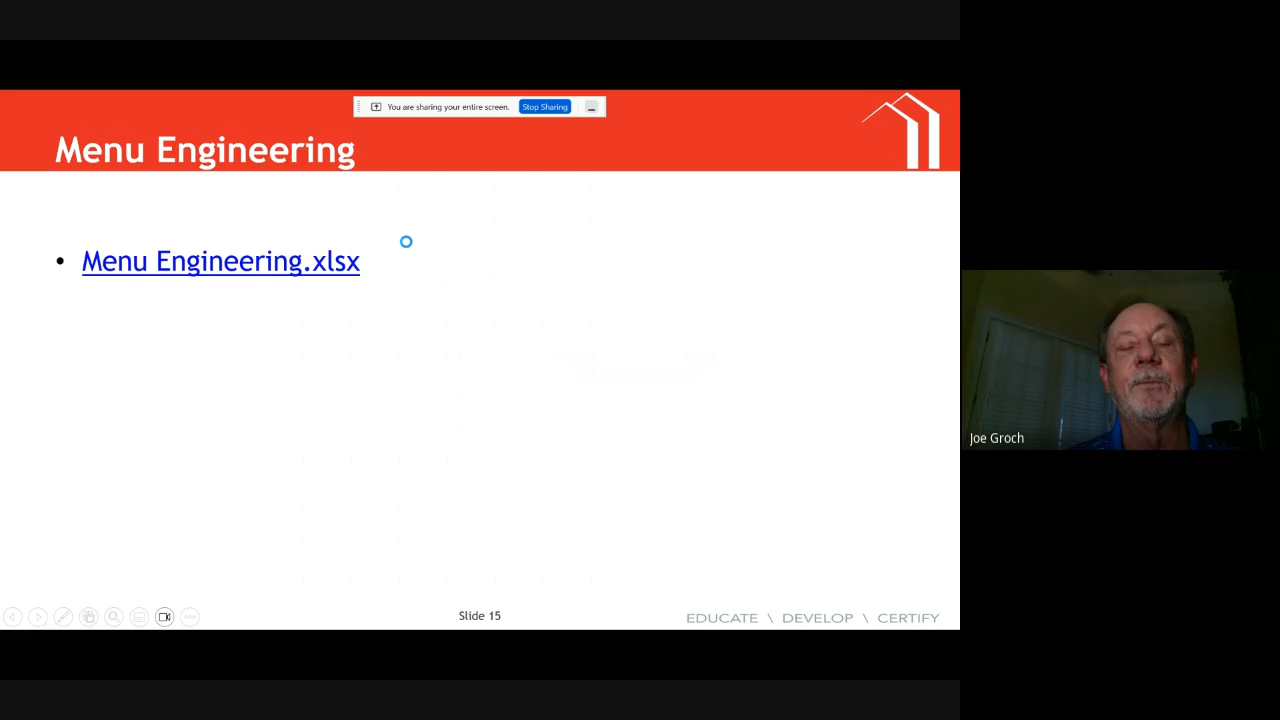 You are sharing your entire screen. Stop Sharing
Menu Engineering
• Menu Engineering.xlsx
Joe Groch
Slide 15
EDUCATE \ DEVELOP \ CERTIFY